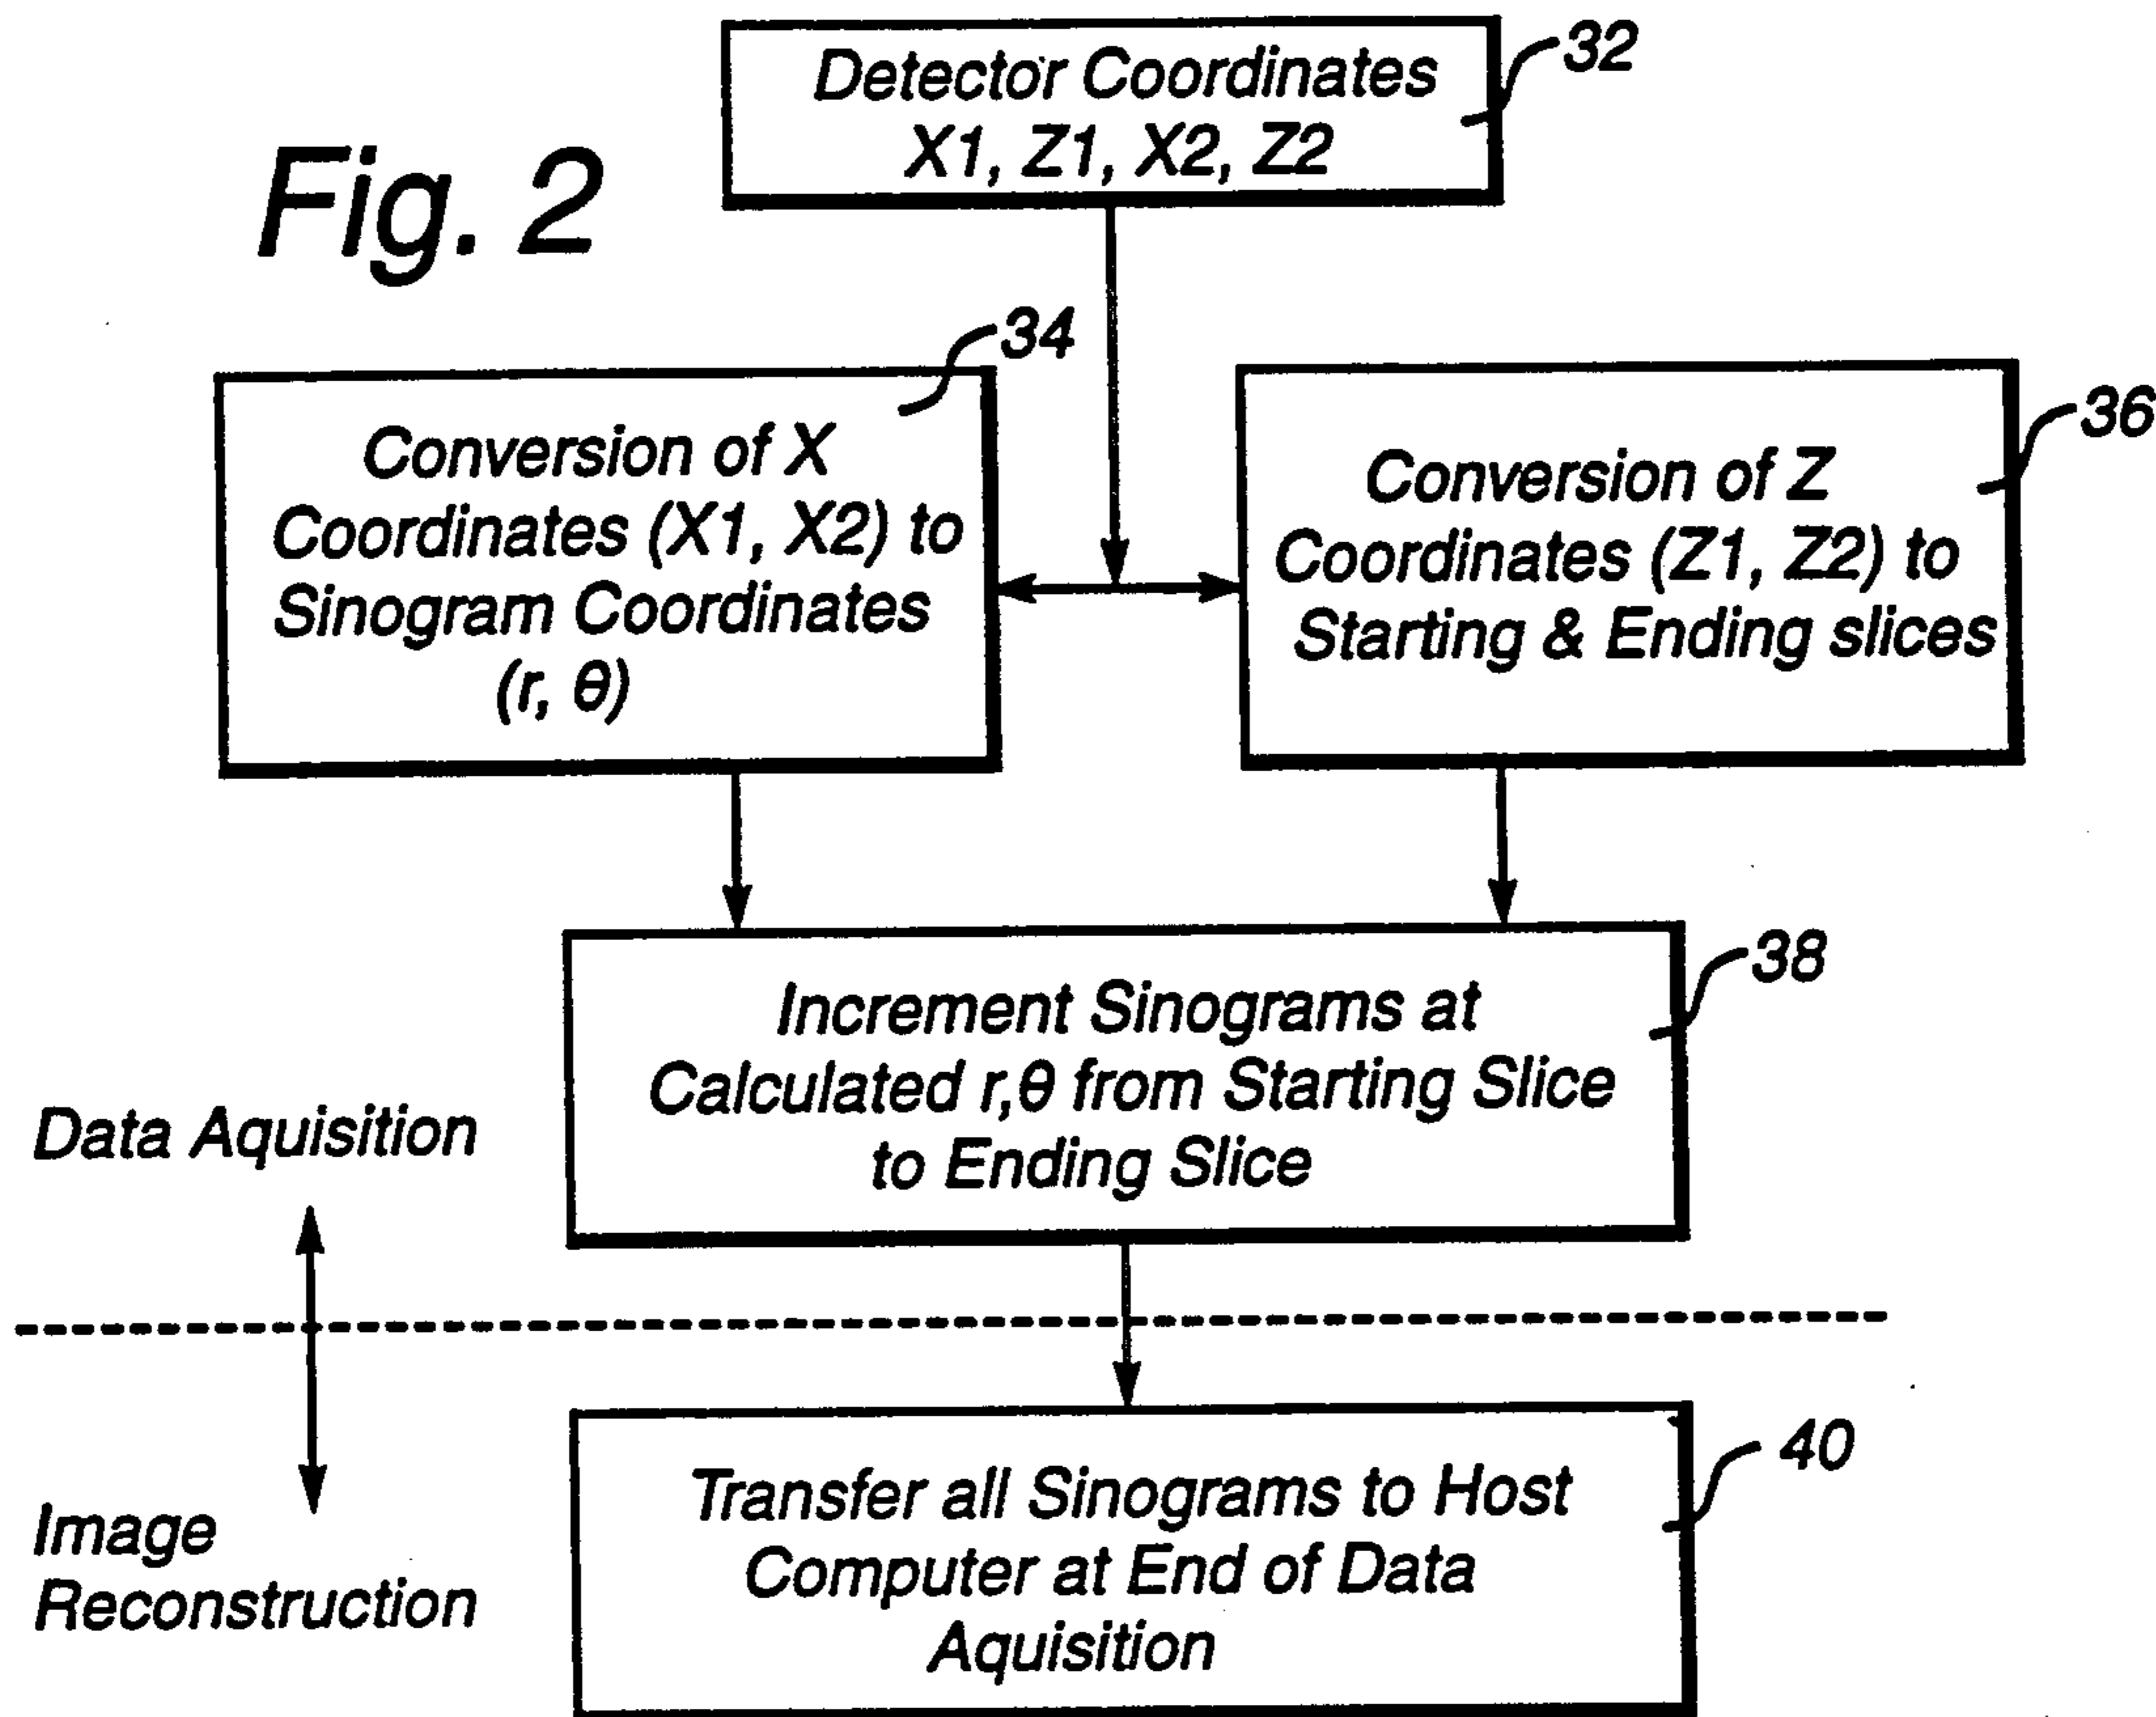 Fig. 2
Detector Coordinates
X1, Z1, X2, Z2
32
34
Conversion of X
Coordinates (X1, X2) to
Sinogram Coordinates
(r, θ)
36
Conversion of Z
Coordinates (Z1, Z2) to
Starting & Ending slices
38
Increment Sinograms at
Calculated r,θ from Starting Slice
to Ending Slice
Data Aquisition
Image
Reconstruction
40
Transfer all Sinograms to Host
Computer at End of Data
Aquisition